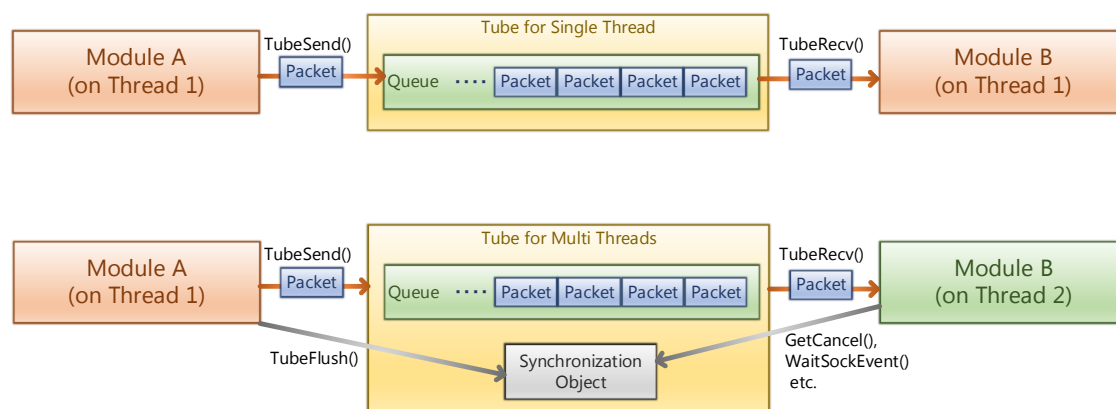 Tube for Single Thread
Module A
(on Thread 1)
TubeSend()
Packet
Queue ···· Packet Packet Packet Packet
TubeRecv()
Packet
Module B
(on Thread 1)
Tube for Multi Threads
Module A
(on Thread 1)
TubeSend()
Packet
Queue ···· Packet Packet Packet Packet
TubeRecv()
Packet
Module B
(on Thread 2)
TubeFlush()
Synchronization
Object
GetCancel(),
WaitSockEvent()
etc.